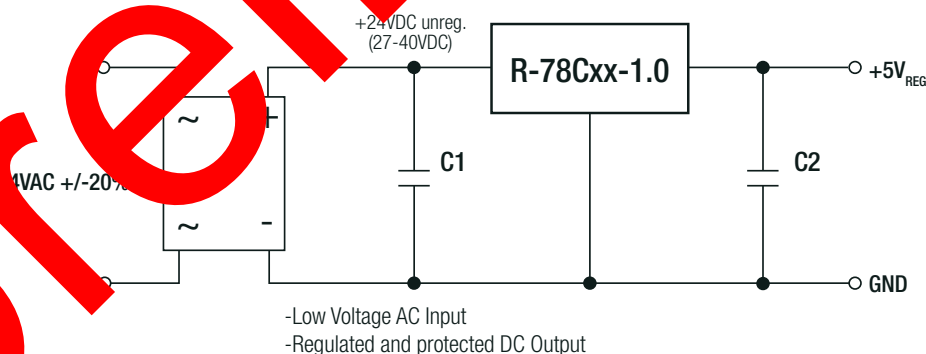 +24VDC unreg.
(27-40VDC)
R-78Cxx-1.0
+5VREG
~
+
C1
C2
4VAC +/-20%
~
-
GND
-Low Voltage AC Input
-Regulated and protected DC Output